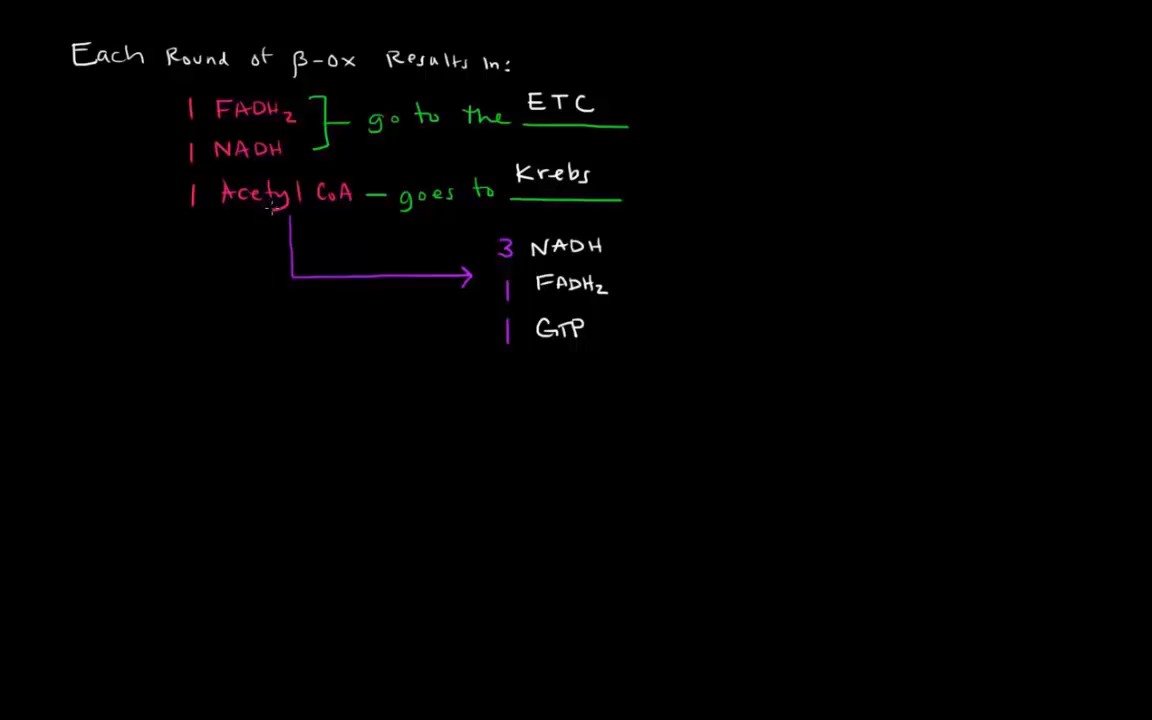 Each Round of β-ox Results in:
1 FADH2 go to the ETC
1 NADH
1 Acetyl CoA – goes to Krebs
3 NADH
1 FADH2
1 GTP